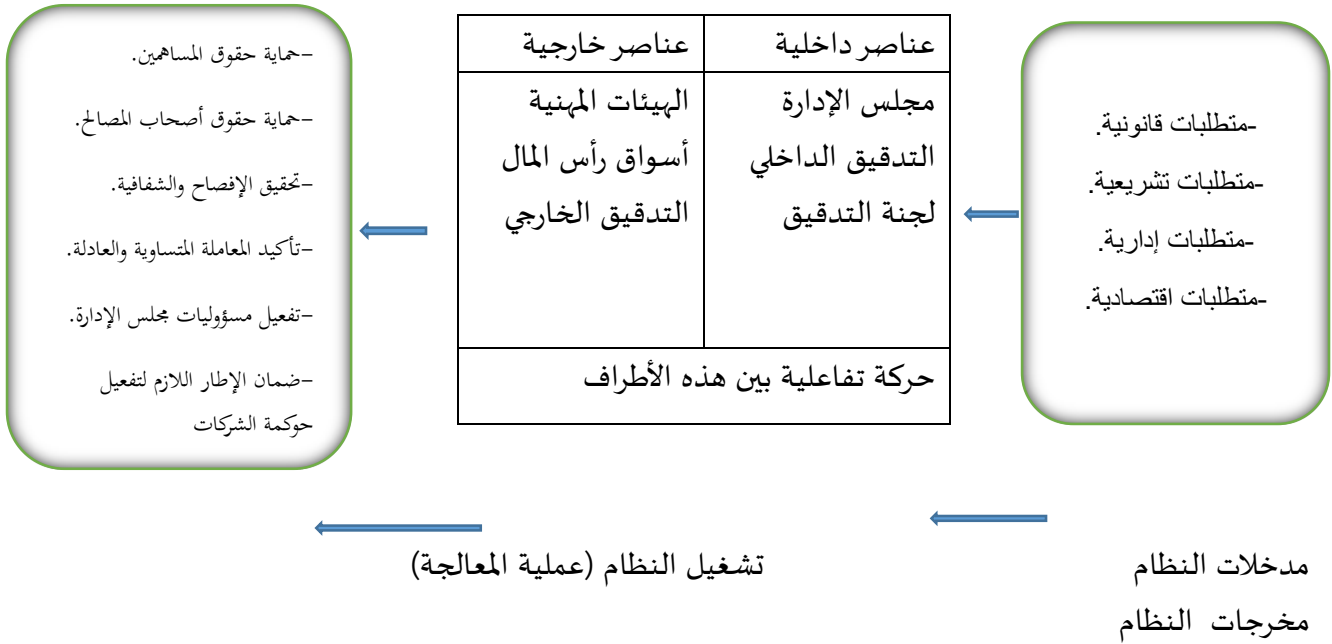 -متطلبات قانونية.
-متطلبات تشريعية.
-متطلبات إدارية.
-متطلبات اقتصادية.
عناصر داخلية
مجلس الإدارة
التدقيق الداخلي
لجنة التدقيق
عناصر خارجية
الهيئات المهنية
أسواق رأس المال
التدقيق الخارجي
حركة تفاعلية بين هذه الأطراف
-حماية حقوق المساهمين.
-حماية حقوق أصحاب المصالح.
-تحقيق الإفصاح والشفافية.
-تأكيد المعاملة المتساوية والعادلة.
-تفعيل مسؤوليات مجلس الإدارة.
-ضمان الإطار اللازم لتفعيل
حوكمة الشركات
مدخلات النظام
تشغيل النظام (عملية المعالجة)
مخرجات النظام